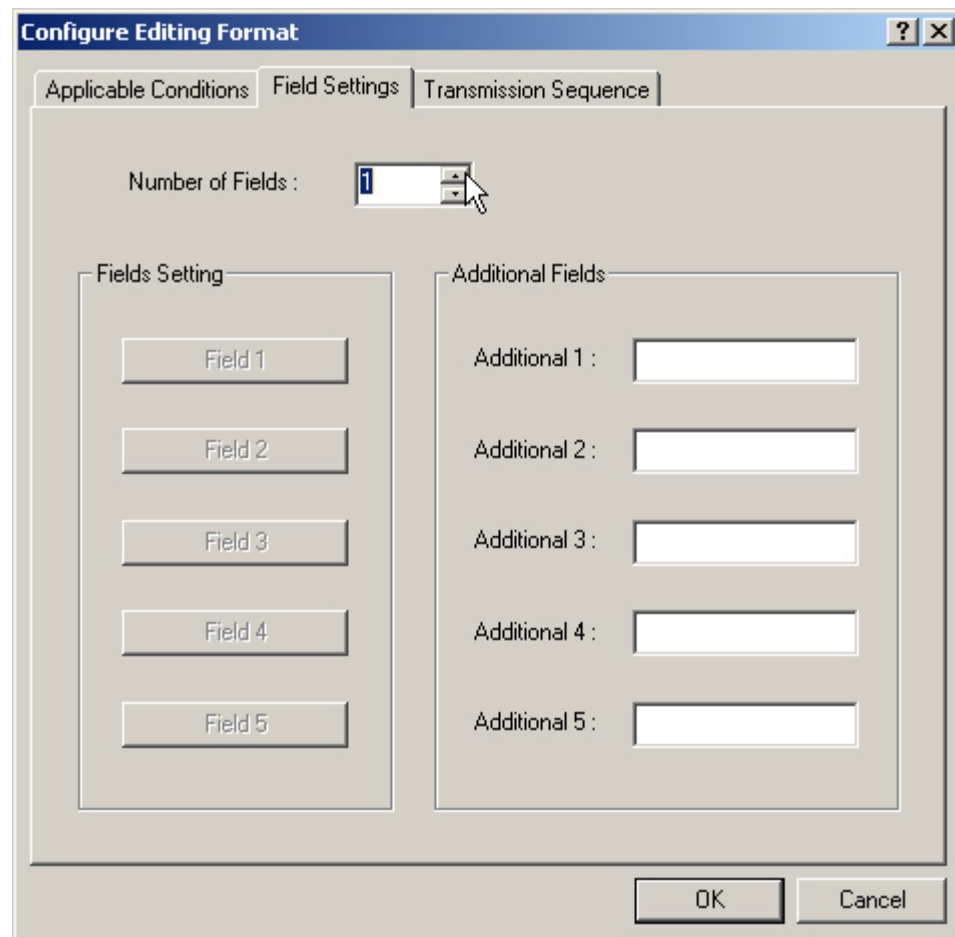 Configure Editing Format
Applicable Conditions Field Settings Transmission Sequence
Number of Fields : 1
Fields Setting Additional Fields
Field 1 Additional 1 :
Field 2 Additional 2 :
Field 3 Additional 3 :
Field 4 Additional 4 :
Field 5 Additional 5 :
OK Cancel